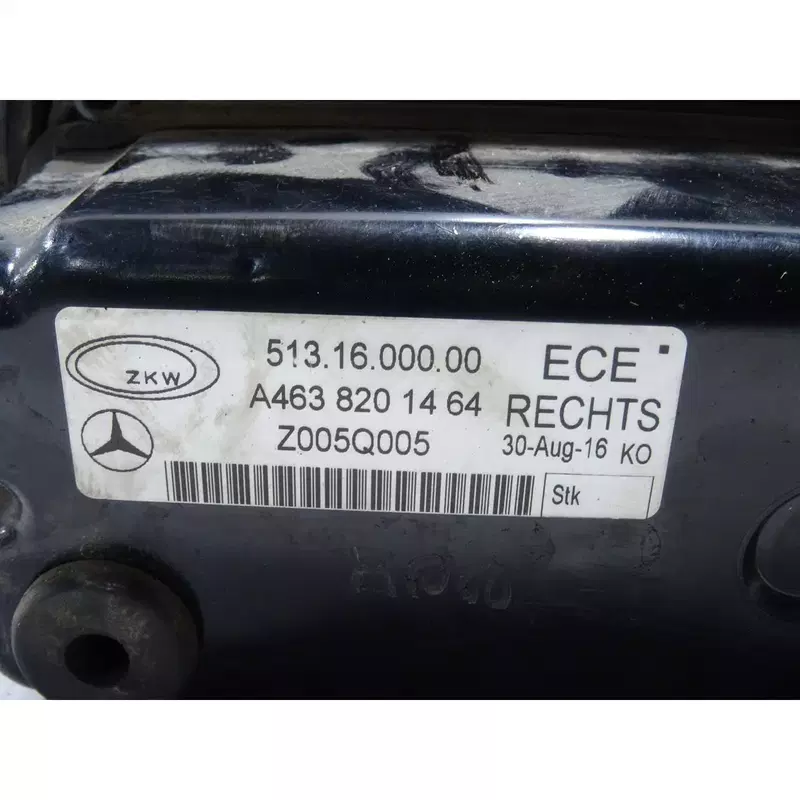 ZKW
513.16.000.00
A463 820 14 64
Z005Q005
ECE
RECHTS
30-Aug-16 KO
Stk